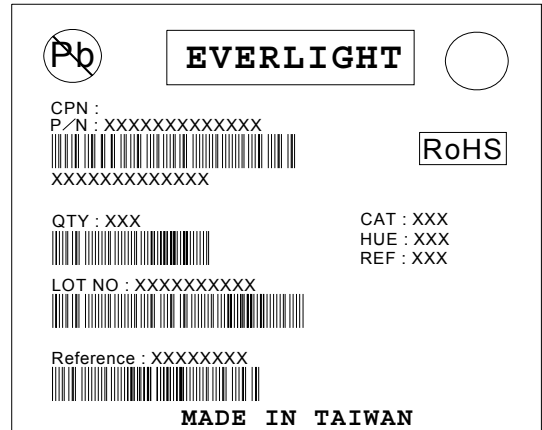 Pb
EVERLIGHT
CPN :
P/N : XXXXXXXXXXXXX
RoHS
XXXXXXXXXXXXX
QTY : XXX
CAT : XXX
HUE : XXX
REF : XXX
LOT NO : XXXXXXXXXX
Reference : XXXXXXXX
MADE IN TAIWAN